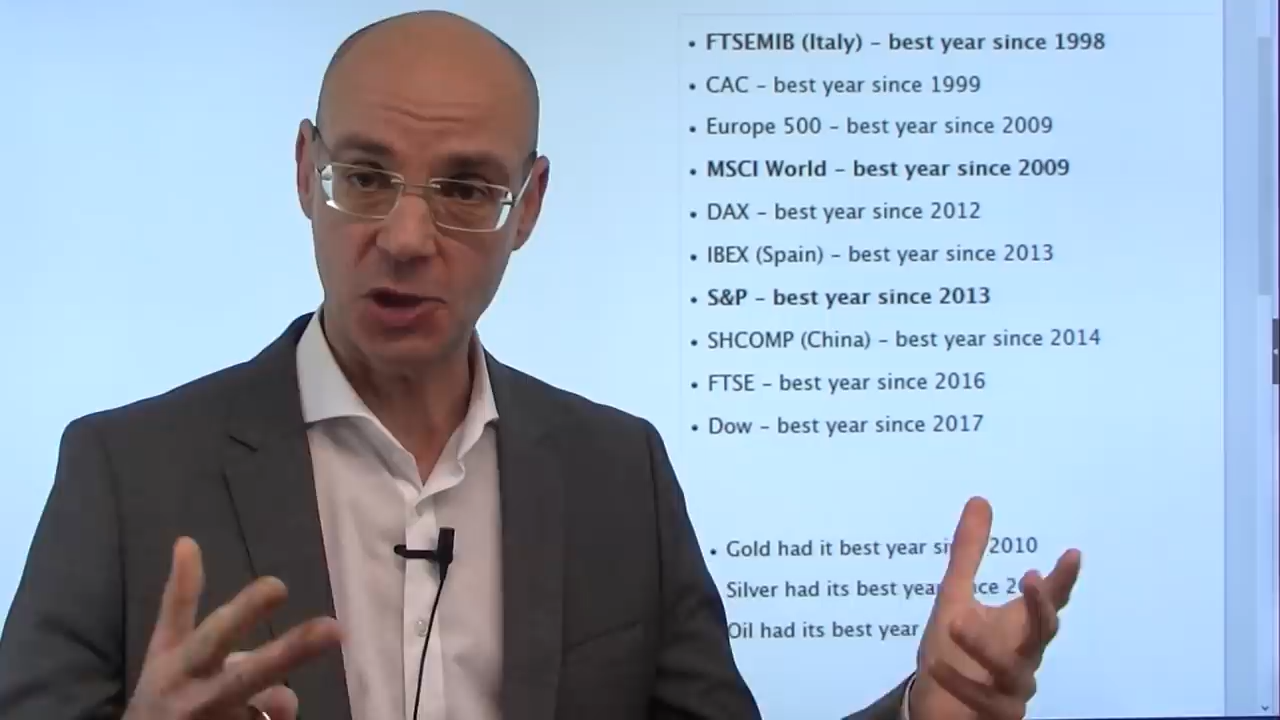 • FTSEMIB (Italy) – best year since 1998
• CAC – best year since 1999
• Europe 500 – best year since 2009
• MSCI World – best year since 2009
• DAX – best year since 2012
• IBEX (Spain) – best year since 2013
• S&P – best year since 2013
• SHCOMP (China) – best year since 2014
• FTSE – best year since 2016
• Dow – best year since 2017
• Gold had it best year 2010
Silver had its best
Oil had its best year